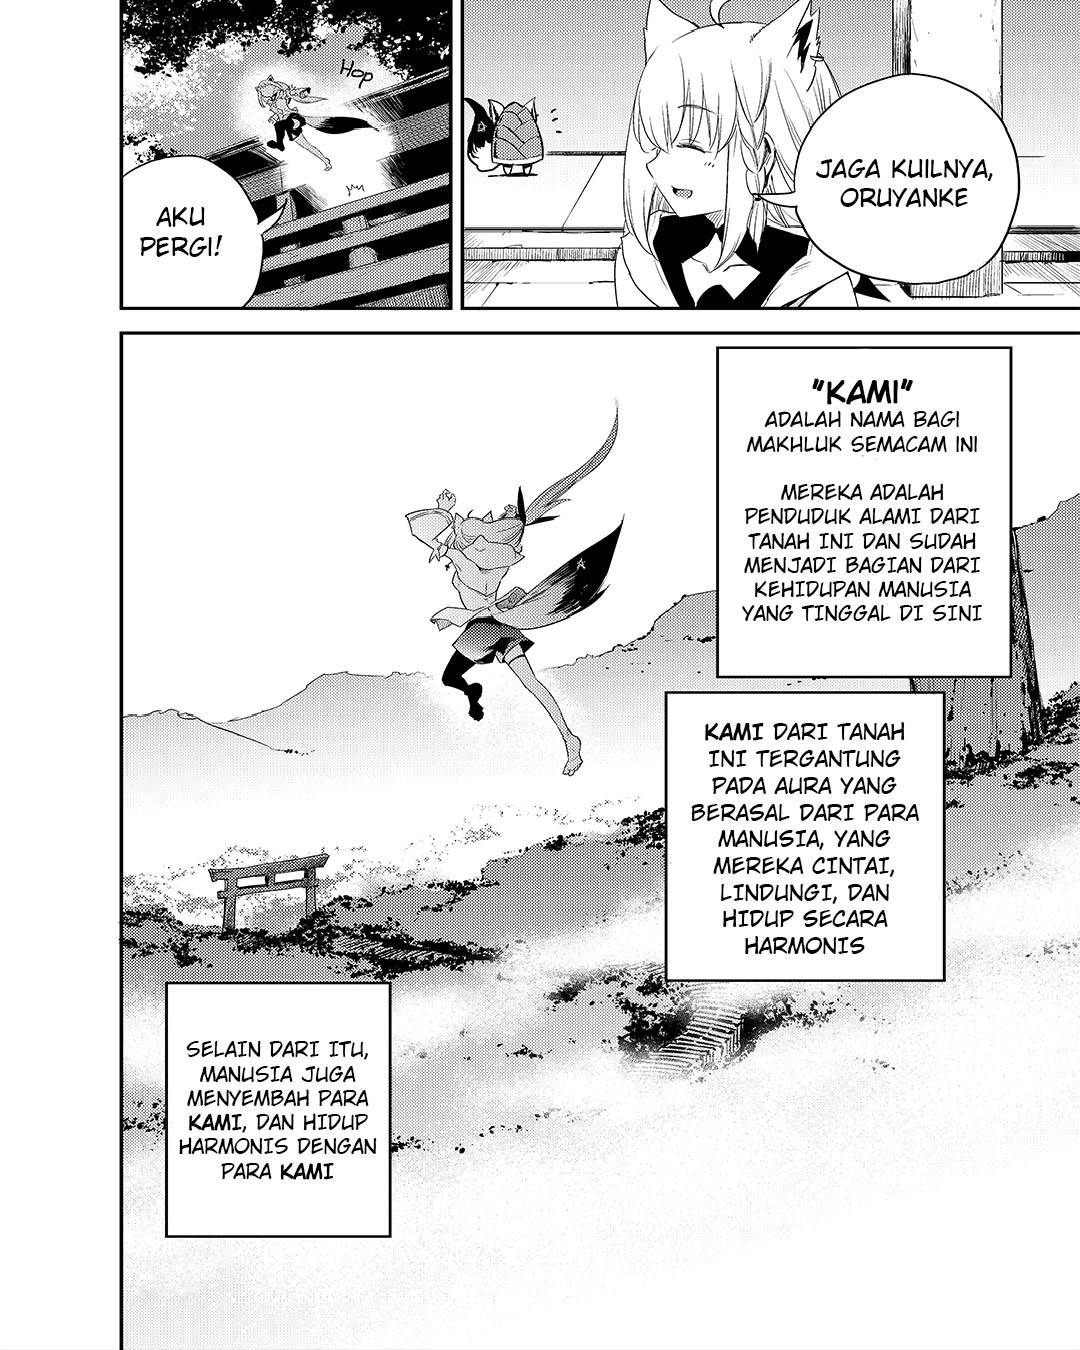 JAGA KUILNYA,
ORUYANKE
Hop
AKU
PERGI!
"KAMI"
ADALAH NAMA BAGI
MAKHLUK SEMACAM INI
MEREKA ADALAH
PENDUDUK ALAMI DARI
TANAH INI DAN SUDAH
MENJADI BAGIAN DARI
KEHIDUPAN MANUSIA
YANG TINGGAL DI SINI
KAMI DARI TANAH
INI TERGANTUNG
PADA AURA YANG
BERASAL DARI PARA
MANUSIA, YANG
MEREKA CINTAI,
LINDUNGI, DAN
HIDUP SECARA
HARMONIS
SELAIN DARI ITU,
MANUSIA JUGA
MENYEMBAH PARA
KAMI, DAN HIDUP
HARMONIS DENGAN
PARA KAMI